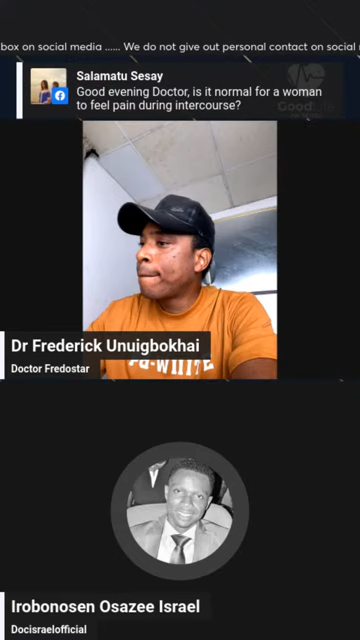 box on social media ...... We do not give out personal contact on social
Salamatu Sesay
Good evening Doctor, is it normal for a woman
to feel pain during intercourse?
Dr Frederick Unuigbokhai
Doctor Fredostar
Irobonosen Osazee Israel
Docisraelofficial